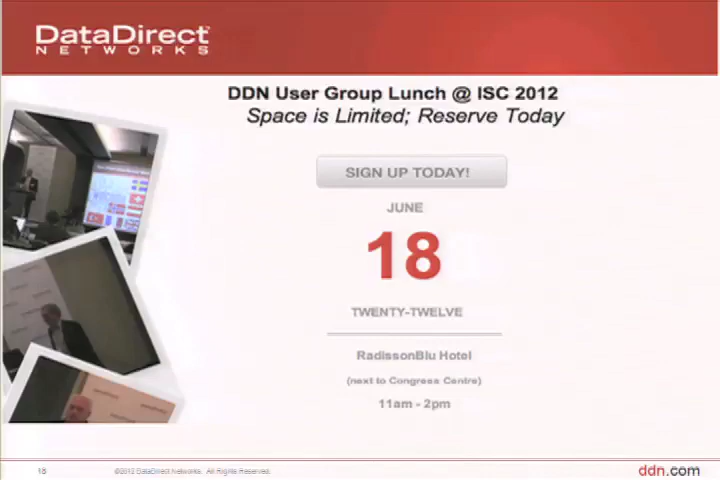 DataDirect
NETWORKS
DDN User Group Lunch @ ISC 2012
Space is Limited; Reserve Today
SIGN UP TODAY!
JUNE
18
TWENTY-TWELVE
RadissonBlu Hotel
(next to Congress Centre)
11am - 2pm
18
©2012 DataDirect Networks. All Rights Reserved.
ddn.com